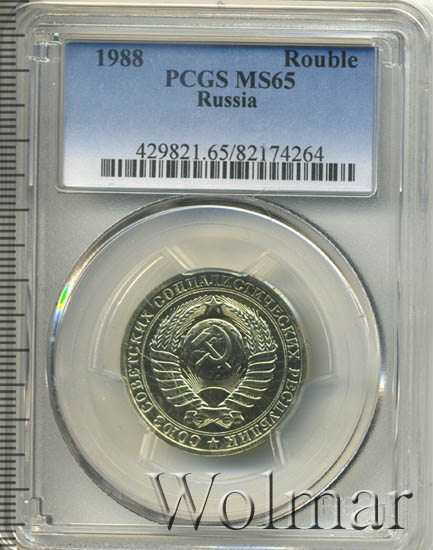 1988 Rouble
PCGS MS65
Russia
429821.65/82174264
СОЮЗ СОВЕТСКИХ СОЦИАЛИСТИЧЕСКИХ РЕСПУБЛИК
Wolmar